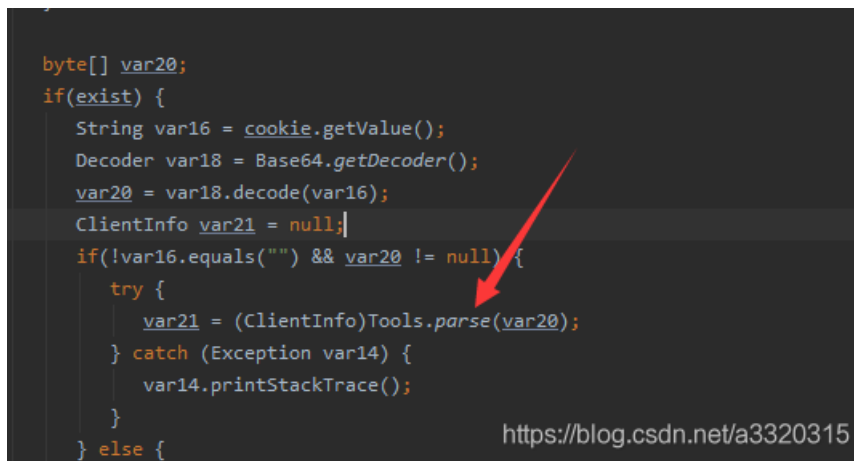 byte[] var20;
if(exist) {
String var16 = cookie.getValue();
Decoder var18 = Base64.getDecoder();
var20 = var18.decode(var16);
ClientInfo var21 = null;
if(!var16.equals("") && var20 != null) {
try {
var21 = (ClientInfo)Tools.parse(var20);
} catch (Exception var14) {
var14.printStackTrace();
}
} else {
https://blog.csdn.net/a3320315